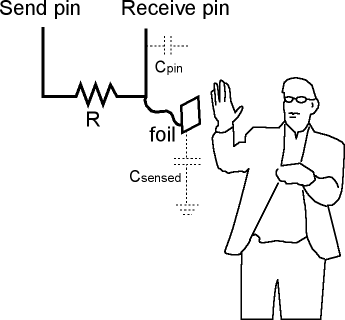 Send pin Receive pin
Cpin
R
foil
Csensed